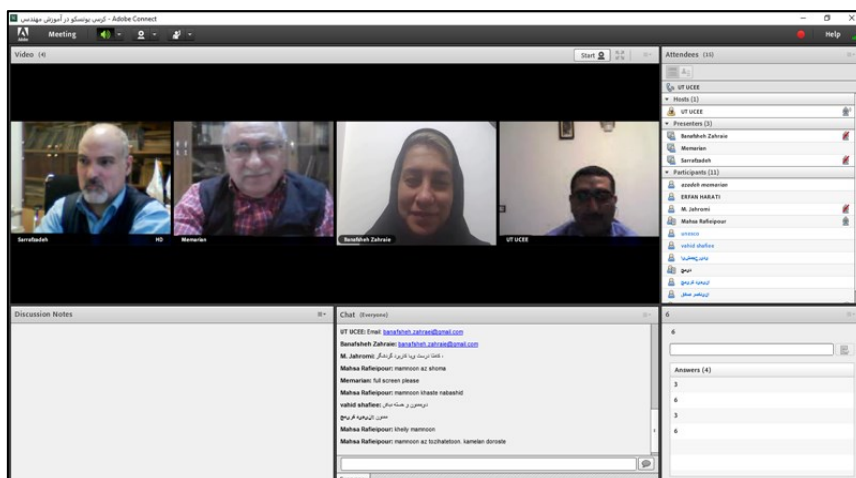 کرسی یونسکو در آموزش مهندسی - Adobe Connect
Meeting
Help
Video (4)
Start
Sarrafzadeh
HD
Memarian
Banafsheh Zahraie
UT UCEE
Attendees
UT UCEE
Hosts (1)
UT UCEE
Presenters (3)
Banafsheh Zahraie
Memarian
Sarrafzadeh
Participants (11)
azadeh memarian
ERFAN HARATI
M. Jahromi
Mahsa Rafieipour
unesco
vahid shafiee
Discussion Notes
Chat (Everyone)
UT UCEE: Email: banafsheh.zahraei@gmail.com
Banafsheh Zahraie: banafsheh.zahraie@gmail.com
M. Jahromi:
Mahsa Rafieipour: mamnoon az shoma
Memarian: full screen please
Mahsa Rafieipour: mamnoon khaste nabashid
vahid shafiee:
Mahsa Rafieipour: kheily mamnoon
Mahsa Rafieipour: mamnoon az tozihatetoon. kamelan doroste
6
6
Answers (4)
3
6
3
6